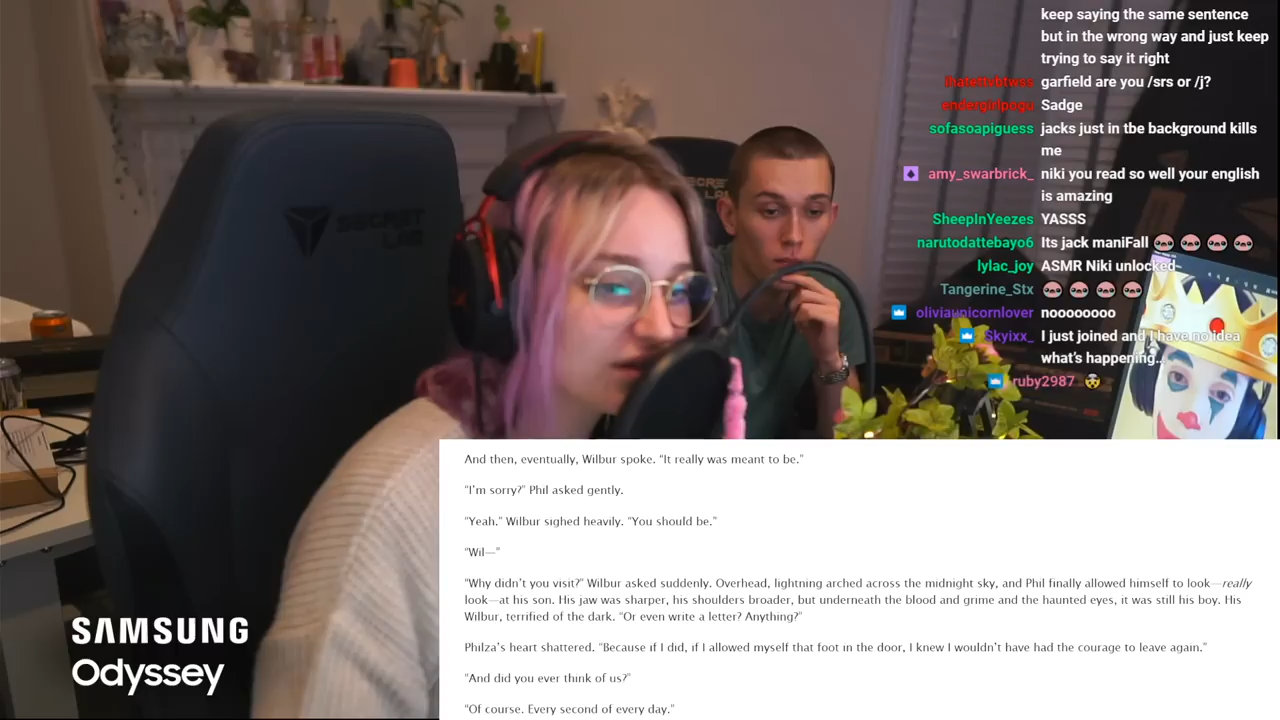 keep saying the same sentence
but in the wrong way and just keep
trying to say it right
ihatettvbtwss garfield are you /srs or /j?
endergirlpogu Sadge
sofasoapiguess jacks just in tbe background kills
me
amy_swarbrick_ niki you read so well your english
is amazing
SheepInYeezes YASSS
narutodattebayo6 Its jack maniFall
lylac_joy ASMR Niki unlocked
Tangerine_Stx
oliviaunicornlover nooooooooo
Skyixx_ I just joined and I have no idea
what's happening...
ruby2987
SECRET
LAB
SECRET
LAB
And then, eventually, Wilbur spoke. “It really was meant to be.”
“I’m sorry?” Phil asked gently.
“Yeah.” Wilbur sighed heavily. “You should be.”
“Wil—”
“Why didn’t you visit?” Wilbur asked suddenly. Overhead, lightning arched across the midnight sky, and Phil finally allowed himself to look—really
look—at his son. His jaw was sharper, his shoulders broader, but underneath the blood and grime and the haunted eyes, it was still his boy. His
Wilbur, terrified of the dark. “Or even write a letter? Anything?”
Philza’s heart shattered. “Because if I did, if I allowed myself that foot in the door, I knew I wouldn’t have had the courage to leave again.”
“And did you ever think of us?”
“Of course. Every second of every day.”
SAMSUNG
Odyssey